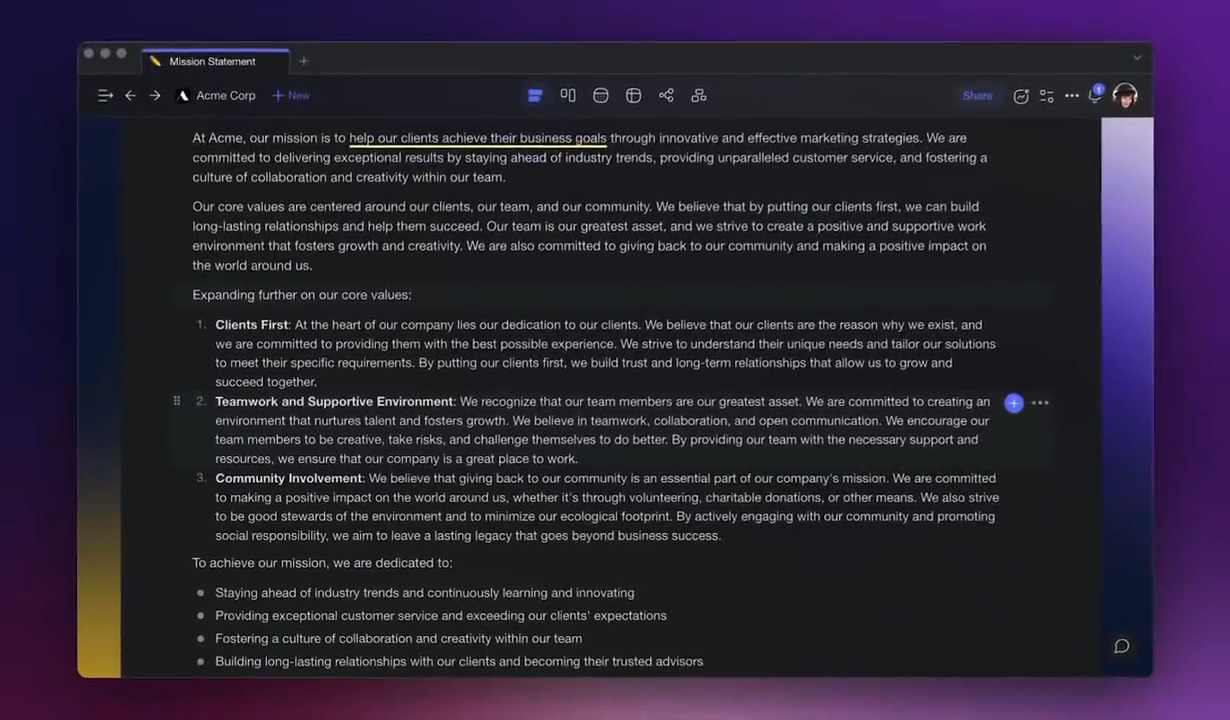 Mission Statement
Acme Corp
New
Share
1
At Acme, our mission is to help our clients achieve their business goals through innovative and effective marketing strategies. We are
committed to delivering exceptional results by staying ahead of industry trends, providing unparalleled customer service, and fostering a
culture of collaboration and creativity within our team.
Our core values are centered around our clients, our team, and our community. We believe that by putting our clients first, we can build
long-lasting relationships and help them succeed. Our team is our greatest asset, and we strive to create a positive and supportive work
environment that fosters growth and creativity. We are also committed to giving back to our community and making a positive impact on
the world around us.
Expanding further on our core values:
1. Clients First: At the heart of our company lies our dedication to our clients. We believe that our clients are the reason why we exist, and
we are committed to providing them with the best possible experience. We strive to understand their unique needs and tailor our solutions
to meet their specific requirements. By putting our clients first, we build trust and long-term relationships that allow us to grow and
succeed together.
2. Teamwork and Supportive Environment: We recognize that our team members are our greatest asset. We are committed to creating an
environment that nurtures talent and fosters growth. We believe in teamwork, collaboration, and open communication. We encourage our
team members to be creative, take risks, and challenge themselves to do better. By providing our team with the necessary support and
resources, we ensure that our company is a great place to work.
3. Community Involvement: We believe that giving back to our community is an essential part of our company's mission. We are committed
to making a positive impact on the world around us, whether it's through volunteering, charitable donations, or other means. We also strive
to be good stewards of the environment and to minimize our ecological footprint. By actively engaging with our community and promoting
social responsibility, we aim to leave a lasting legacy that goes beyond business success.
To achieve our mission, we are dedicated to:
Staying ahead of industry trends and continuously learning and innovating
Providing exceptional customer service and exceeding our clients' expectations
Fostering a culture of collaboration and creativity within our team
Building long-lasting relationships with our clients and becoming their trusted advisors